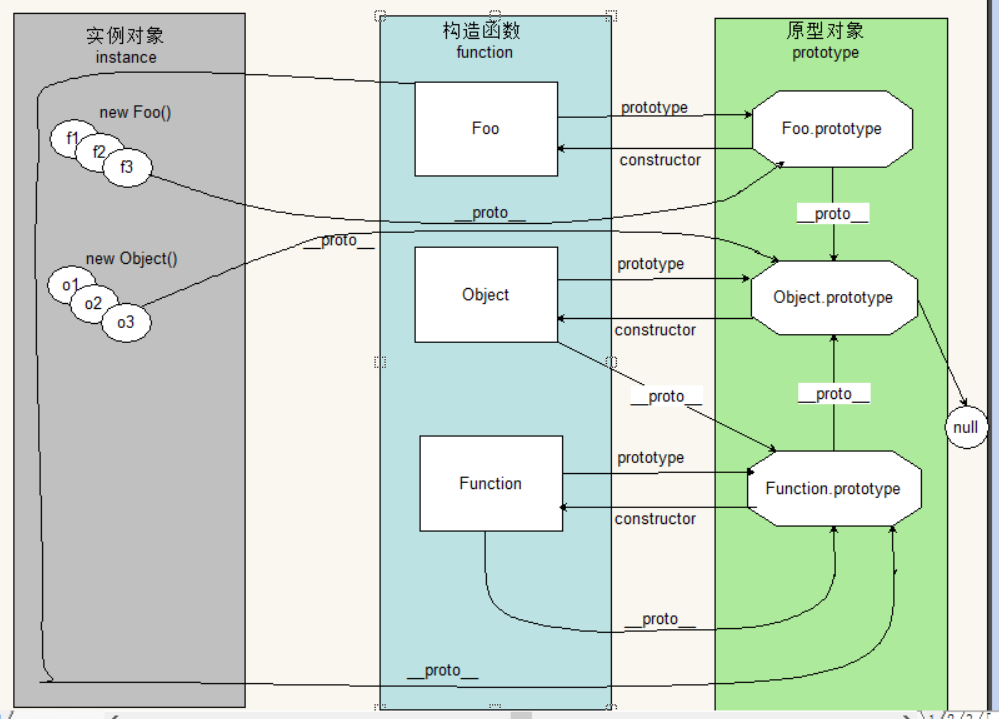 实例对象
instance
构造函数
function
原型对象
prototype
new Foo()
f1
f2
f3
Foo
prototype
constructor
Foo.prototype
__proto__
__proto__
__proto__
new Object()
o1
o2
o3
Object
prototype
constructor
Object.prototype
__proto__
__proto__
null
Function
prototype
constructor
Function.prototype
__proto__
__proto__